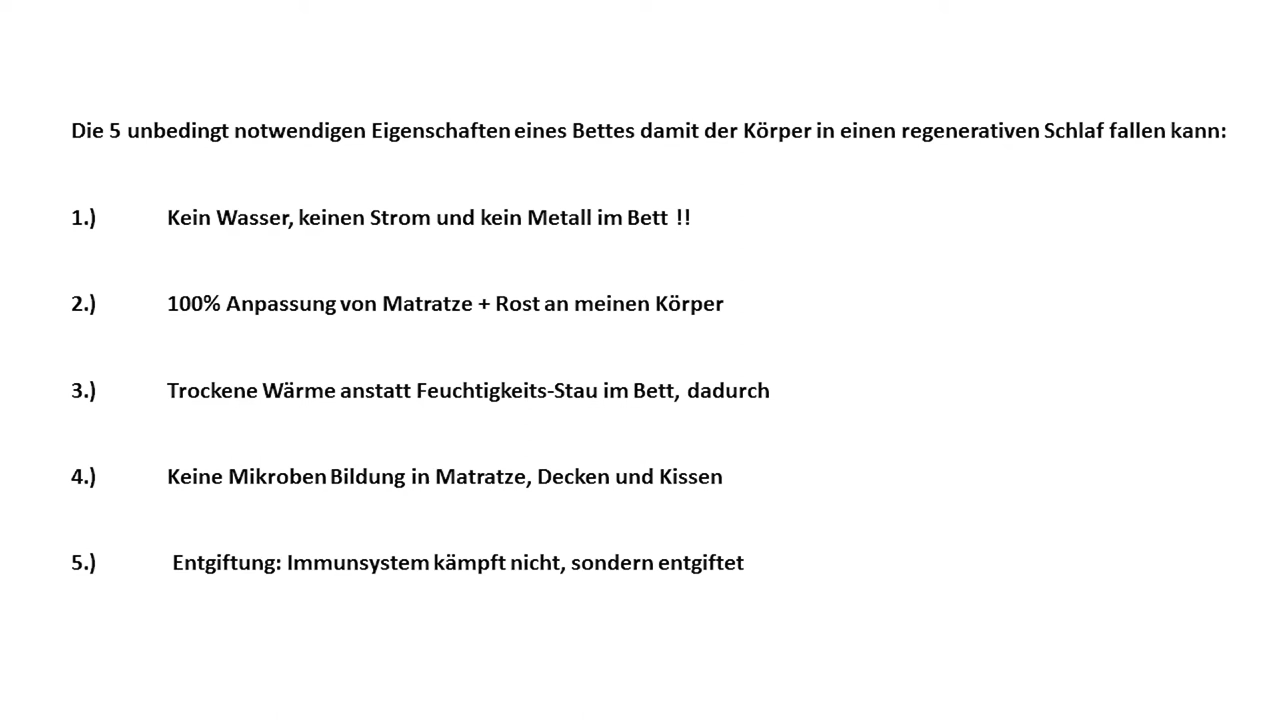 Die 5 unbedingt notwendigen Eigenschaften eines Bettes damit der Körper in einen regenerativen Schlaf fallen kann:
1.) Kein Wasser, keinen Strom und kein Metall im Bett !!
2.) 100% Anpassung von Matratze + Rost an meinen Körper
3.) Trockene Wärme anstatt Feuchtigkeits-Stau im Bett, dadurch
4.) Keine Mikroben Bildung in Matratze, Decken und Kissen
5.) Entgiftung: Immunsystem kämpft nicht, sondern entgiftet